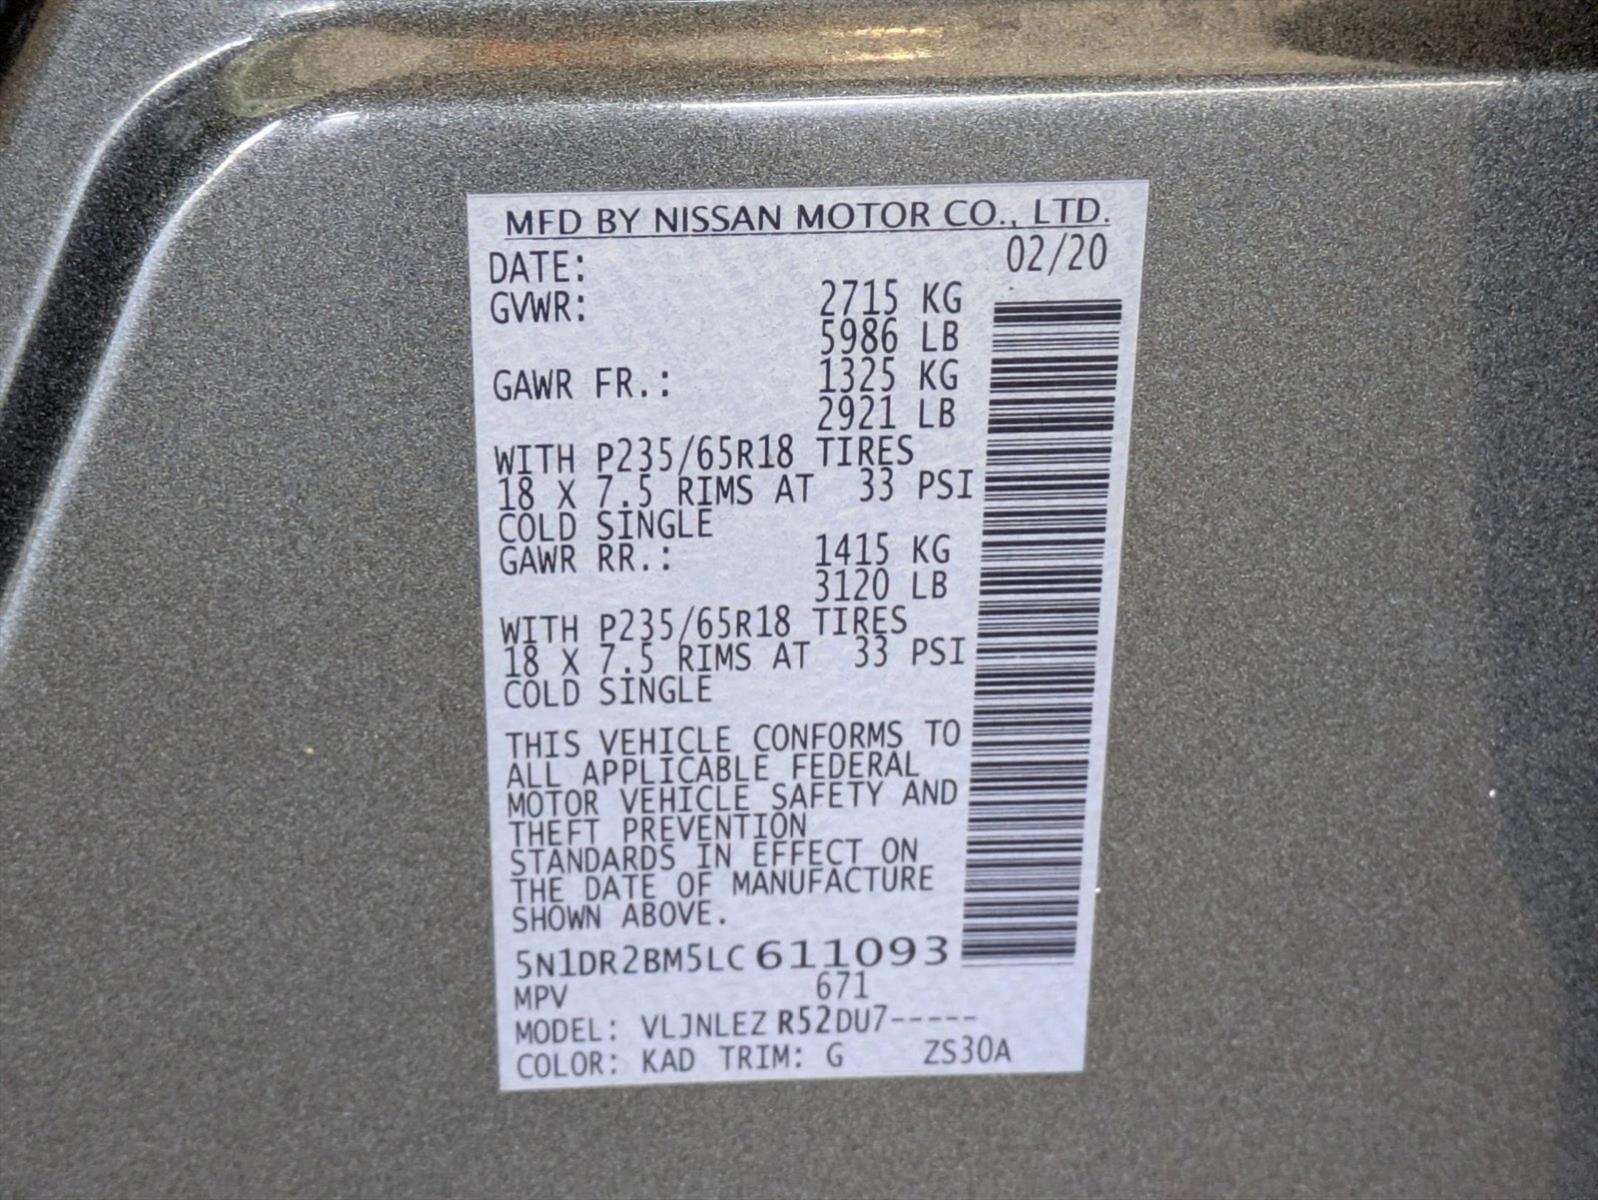 MFD BY NISSAN MOTOR CO., LTD.
DATE: 02/20
GVWR: 2715 KG
5986 LB
GAWR FR.: 1325 KG
2921 LB
WITH P235/65R18 TIRES
18 X 7.5 RIMS AT 33 PSI
COLD SINGLE
GAWR RR.: 1415 KG
3120 LB
WITH P235/65R18 TIRES
18 X 7.5 RIMS AT 33 PSI
COLD SINGLE
THIS VEHICLE CONFORMS TO
ALL APPLICABLE FEDERAL
MOTOR VEHICLE SAFETY AND
THEFT PREVENTION
STANDARDS IN EFFECT ON
THE DATE OF MANUFACTURE
SHOWN ABOVE.
5N1DR2BM5LC611093
MPV 671
MODEL: VLJNLEZ R52DU7-----
COLOR: KAD TRIM: G ZS30A